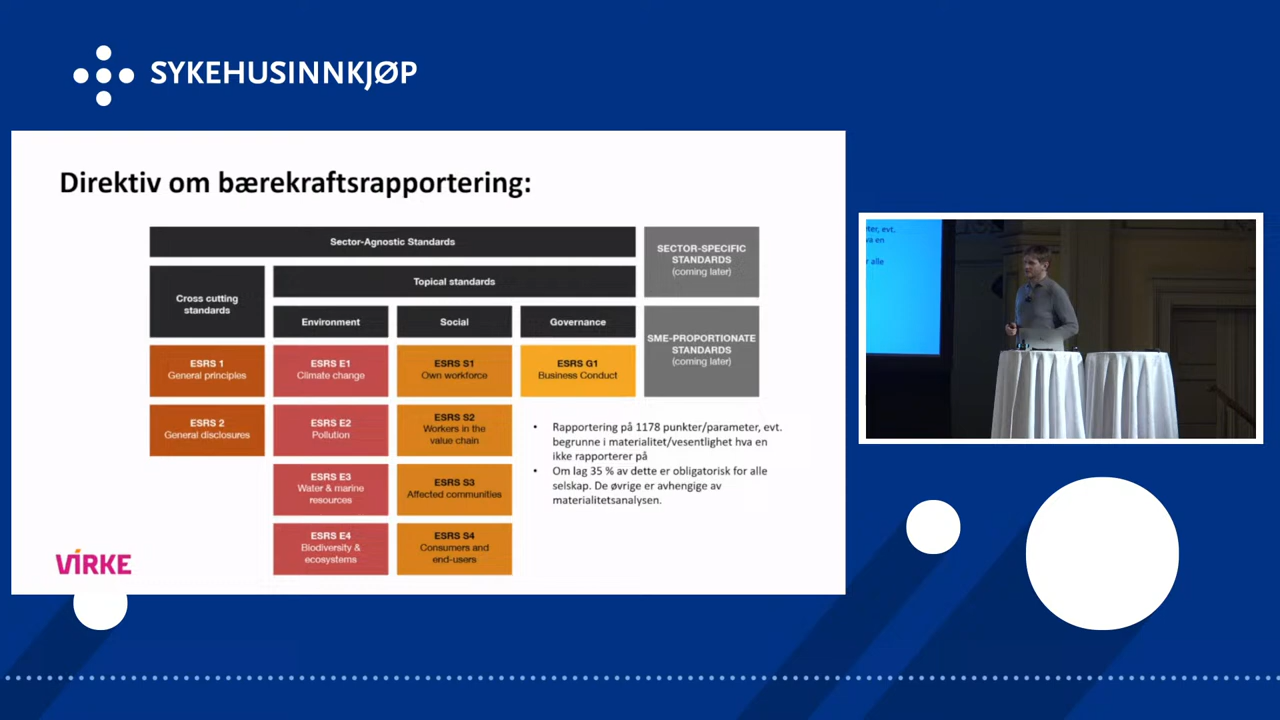 SYKEHUSINNKJØP
Direktiv om bærekraftsrapportering:
Sector-Agnostic Standards
SECTOR-SPECIFIC
STANDARDS
(coming later)
Cross cutting
standards
Topical standards
Environment
Social
Governance
SME-PROPORTIONATE
STANDARDS
(coming later)
ESRS 1
General principles
ESRS E1
Climate change
ESRS S1
Own workforce
ESRS G1
Business Conduct
ESRS 2
General disclosures
ESRS E2
Pollution
ESRS S2
Workers in the
value chain
ESRS E3
Water & marine
resources
ESRS S3
Affected communities
ESRS E4
Biodiversity &
ecosystems
ESRS S4
Consumers and
end-users
• Rapportering på 1178 punkter/parameter, evt.
begrunne i materialitet/vesentlighet hva en
ikke rapporterer på
• Om lag 35 % av dette er obligatorisk for alle
selskap. De øvrige er avhengige av
materialitetsanalysen.
VIRKE
ter, evt.
va en
alle